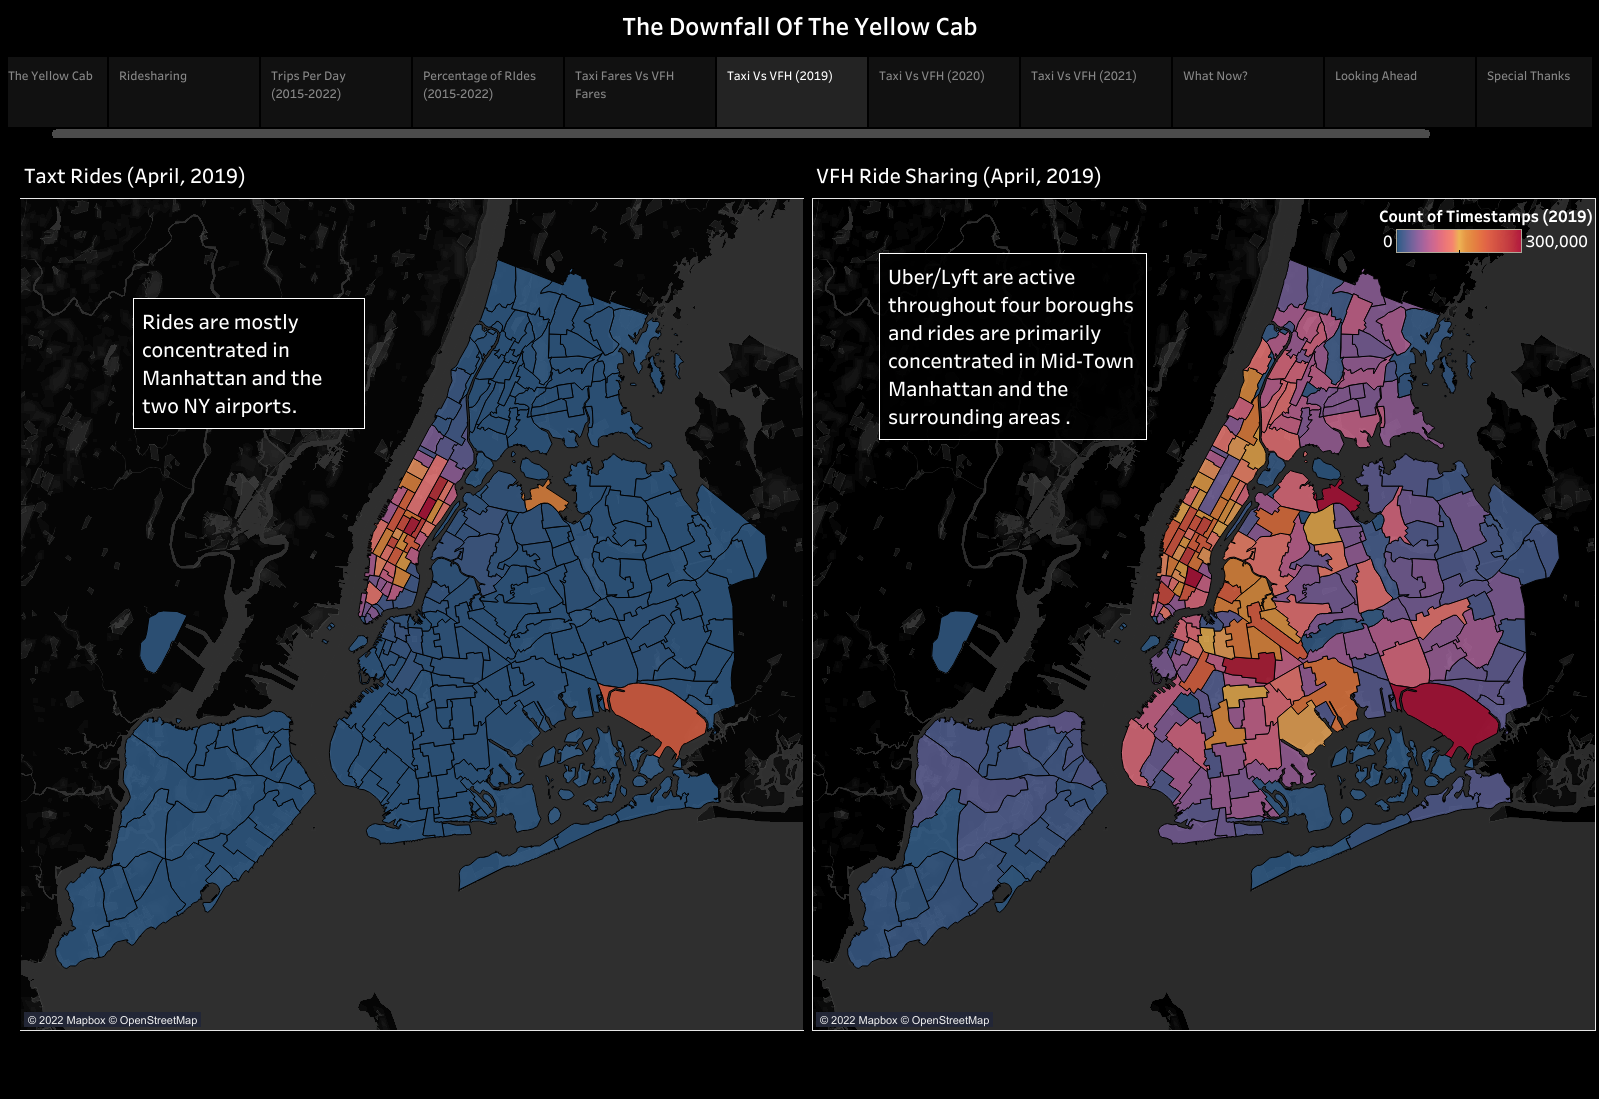 The Downfall Of The Yellow Cab
The Yellow Cab
Ridesharing
Trips Per Day
(2015-2022)
Percentage of RIdes
(2015-2022)
Taxi Fares Vs VFH
Fares
Taxi Vs VFH (2019)
Taxi Vs VFH (2020)
Taxi Vs VFH (2021)
What Now?
Looking Ahead
Special Thanks
Taxt Rides (April, 2019)
Rides are mostly
concentrated in
Manhattan and the
two NY airports.
© 2022 Mapbox © OpenStreetMap
VFH Ride Sharing (April, 2019)
Count of Timestamps (2019)
0 300,000
Uber/Lyft are active
throughout four boroughs
and rides are primarily
concentrated in Mid-Town
Manhattan and the
surrounding areas .
© 2022 Mapbox © OpenStreetMap